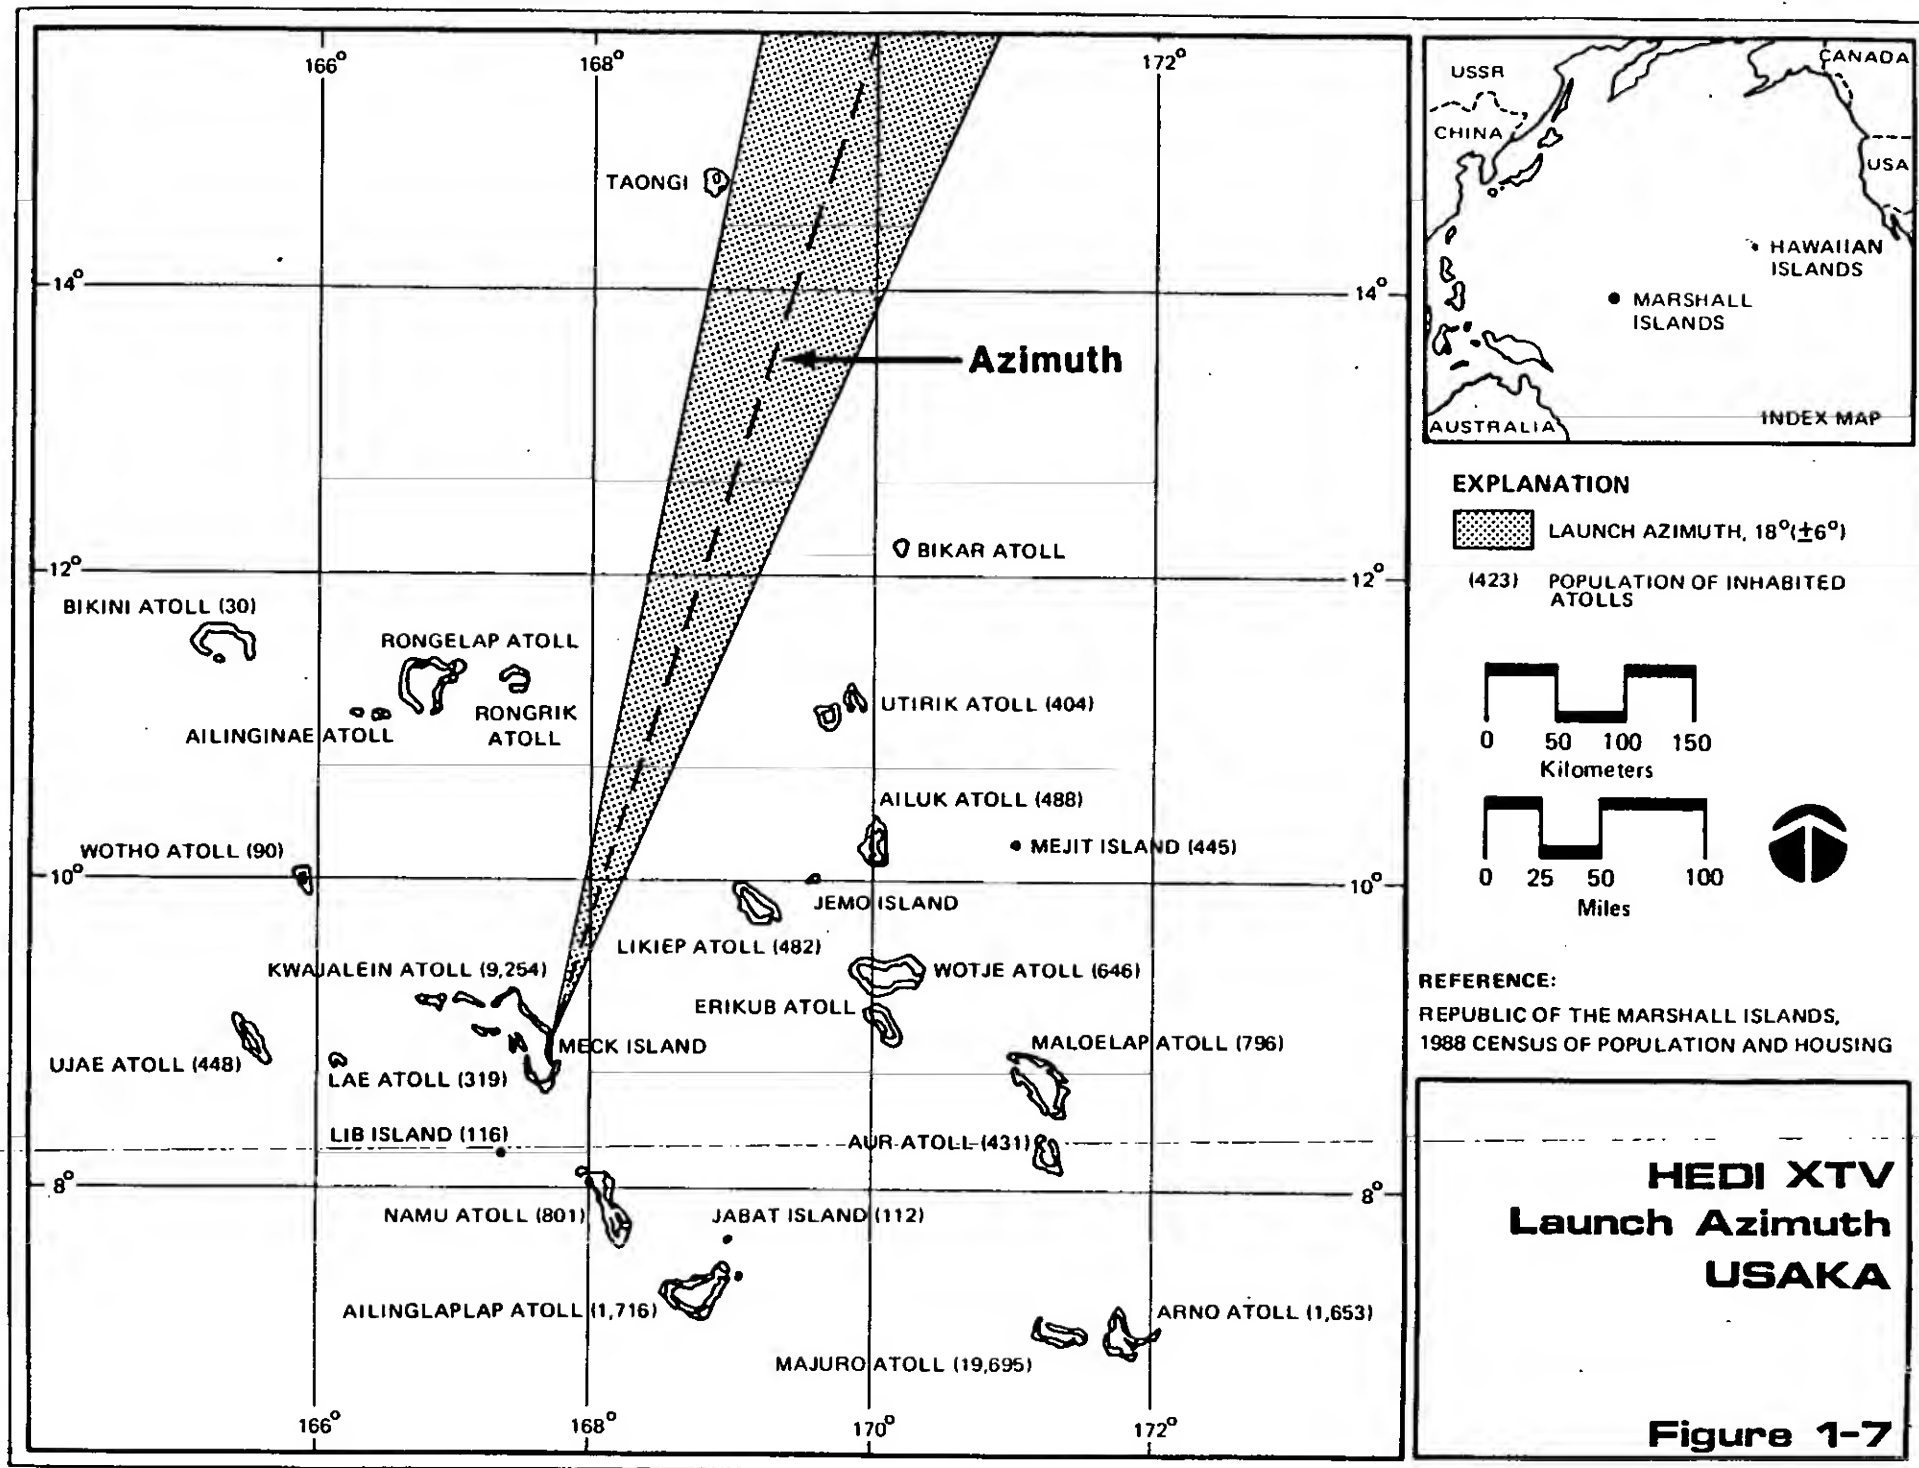 166°
168°
172°
TAONGI
14°
14°
Azimuth
12°
12°
BIKAR ATOLL
BIKINI ATOLL (30)
RONGELAP ATOLL
AILINGINAE ATOLL
RONGRIK
ATOLL
UTIRIK ATOLL (404)
AILUK ATOLL (488)
MEJIT ISLAND (445)
WOTHO ATOLL (90)
10°
10°
JEMO ISLAND
LIKIEP ATOLL (482)
KWAJALEIN ATOLL (9,254)
WOTJE ATOLL (646)
ERIKUB ATOLL
MECK ISLAND
MALOELAP ATOLL (796)
UJAE ATOLL (448)
LAE ATOLL (319)
LIB ISLAND (116)
AUR ATOLL (431)
8°
8°
NAMU ATOLL (801)
JABAT ISLAND (112)
AILINGLAPLAP ATOLL (1,716)
ARNO ATOLL (1,653)
MAJURO ATOLL (19,695)
166°
168°
170°
172°
USSR
CANADA
CHINA
USA
HAWAIIAN
ISLANDS
MARSHALL
ISLANDS
AUSTRALIA
INDEX MAP
EXPLANATION
LAUNCH AZIMUTH, 18°(±6°)
(423) POPULATION OF INHABITED
ATOLLS
0 50 100 150
Kilometers
0 25 50 100
Miles
REFERENCE:
REPUBLIC OF THE MARSHALL ISLANDS,
1988 CENSUS OF POPULATION AND HOUSING
HEDI XTV
Launch Azimuth
USAKA
Figure 1-7